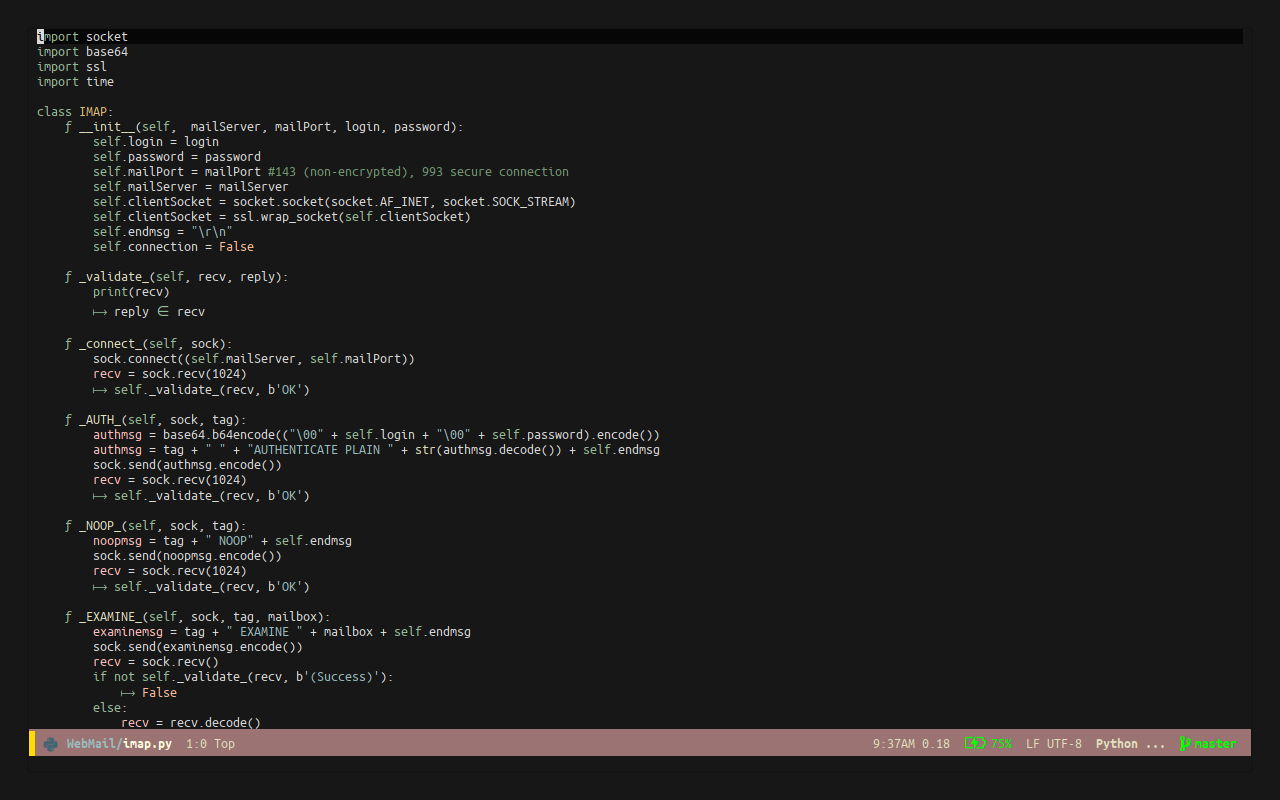 import socket
import base64
import ssl
import time
class IMAP:
ƒ __init__(self,  mailServer, mailPort, login, password):
self.login = login
self.password = password
self.mailPort = mailPort #143 (non-encrypted), 993 secure connection
self.mailServer = mailServer
self.clientSocket = socket.socket(socket.AF_INET, socket.SOCK_STREAM)
self.clientSocket = ssl.wrap_socket(self.clientSocket)
self.endmsg = "\r\n"
self.connection = False
ƒ _validate_(self, recv, reply):
print(recv)
⟼ reply ∈ recv
ƒ _connect_(self, sock):
sock.connect((self.mailServer, self.mailPort))
recv = sock.recv(1024)
⟼ self._validate_(recv, b'OK')
ƒ _AUTH_(self, sock, tag):
authmsg = base64.b64encode(("\00" + self.login + "\00" + self.password).encode())
authmsg = tag + " " + "AUTHENTICATE PLAIN " + str(authmsg.decode()) + self.endmsg
sock.send(authmsg.encode())
recv = sock.recv(1024)
⟼ self._validate_(recv, b'OK')
ƒ _NOOP_(self, sock, tag):
noopmsg = tag + " NOOP" + self.endmsg
sock.send(noopmsg.encode())
recv = sock.recv(1024)
⟼ self._validate_(recv, b'OK')
ƒ _EXAMINE_(self, sock, tag, mailbox):
examinemsg = tag + " EXAMINE " + mailbox + self.endmsg
sock.send(examinemsg.encode())
recv = sock.recv()
if not self._validate_(recv, b'(Success)'):
⟼ False
else:
recv = recv.decode()
WebMail/imap.py 1:0 Top 9:37AM 0.18 75% LF UTF-8 Python ... master